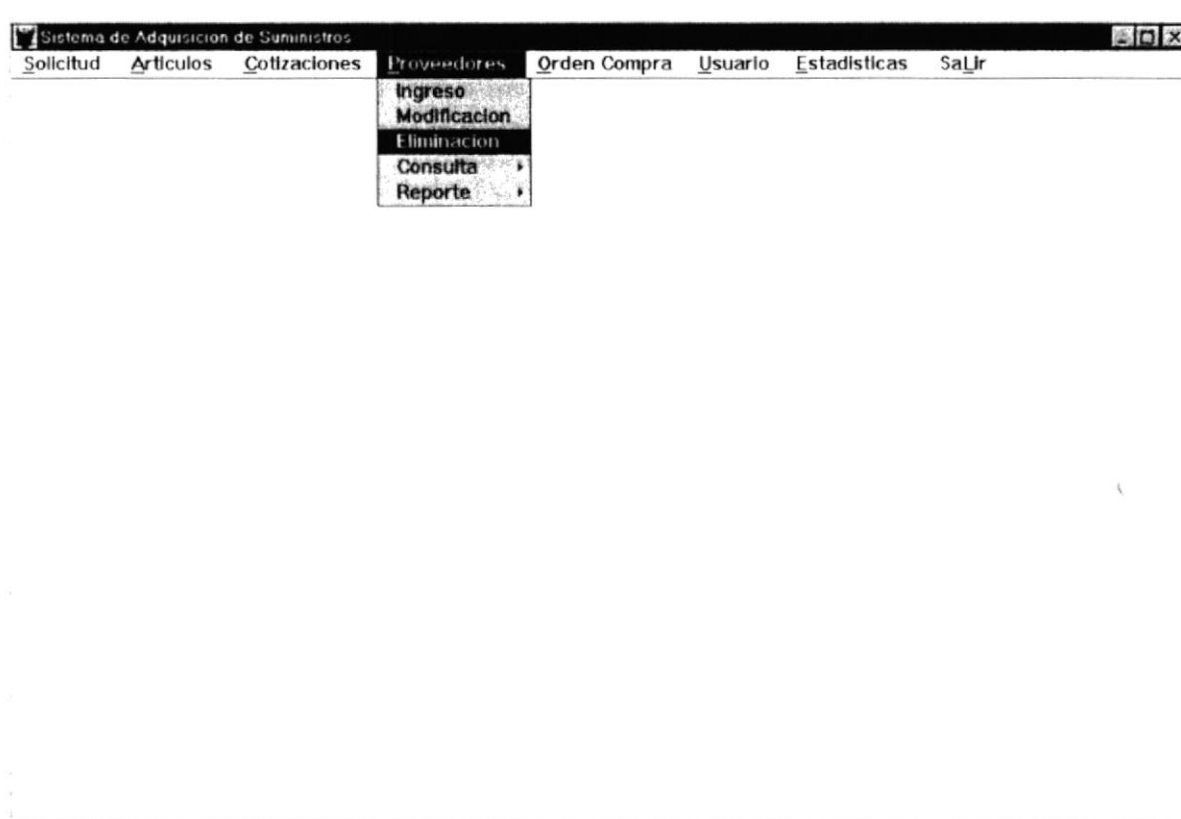 Sistema de Adquisicion de Suministros
Solicitud Articulos Cotizaciones Proveedores Orden Compra Usuario Estadisticas SaLir
Ingreso
Modificacion
Eliminacion
Consulta
Reporte